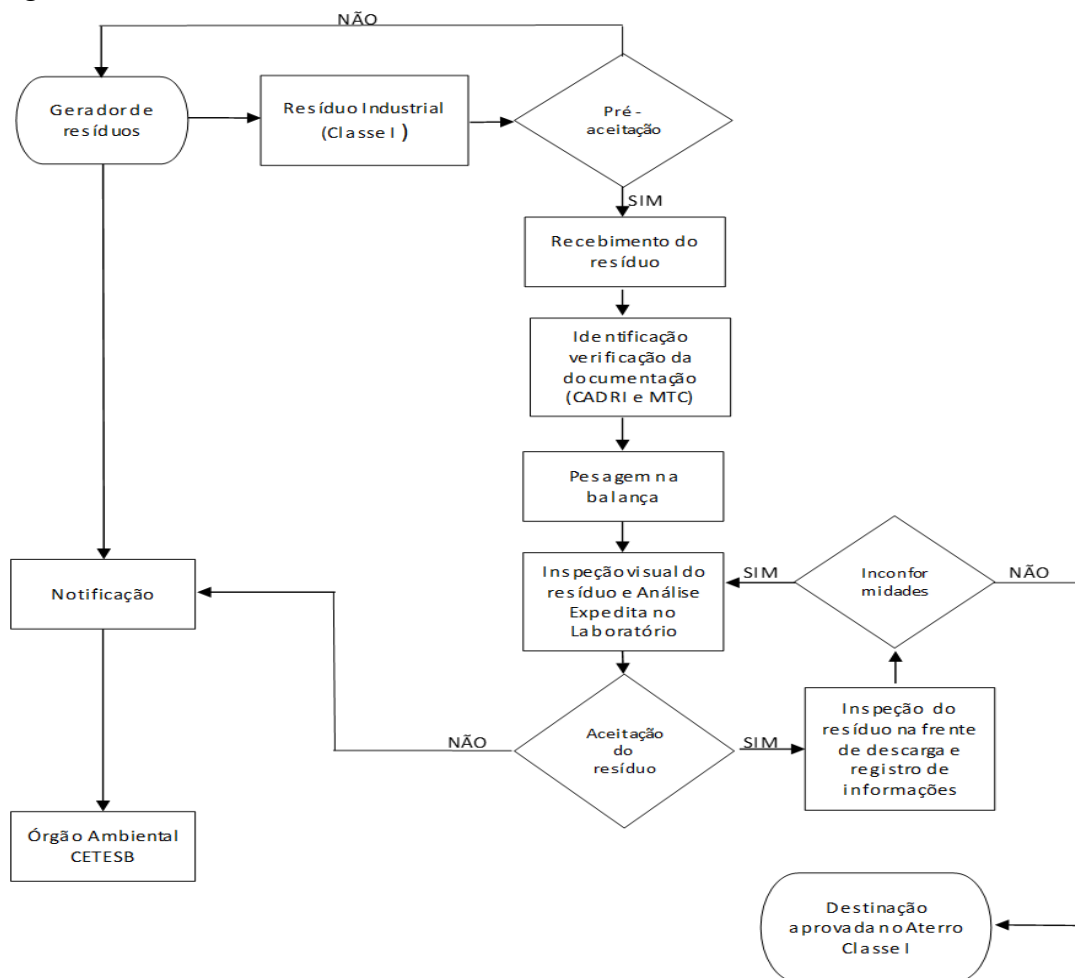 NÃO
Gerador de
resíduos
Resíduo Industrial
(Classe I )
Pré -
aceitação
SIM
Recebimento do
resíduo
Identificação
verificação da
documentação
(CADRI e MTC)
Pesagem na
balança
Inspeção visual do
resíduo e Análise
Expedita no
Laboratório
SIM
Inconfor
midades
NÃO
Notificação
Aceitação
do
resíduo
NÃO
SIM
Inspeção do
resíduo na frente
de descarga e
registro de
informações
Órgão Ambiental
CETESB
Destinação
aprovada no Aterro
Classe I